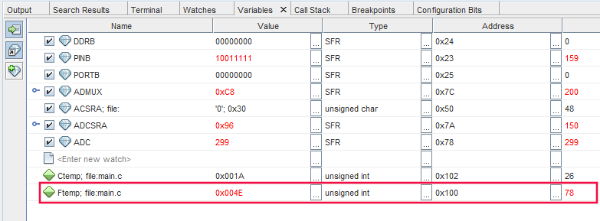 Output Search Results Terminal Watches Variables Call Stack Breakpoints Configuration Bits
Name Value Type Address
DDRB 00000000 ... SFR ... 0x24 ... 0
PINB 10011111 ... SFR ... 0x23 ... 159
PORTB 00000000 ... SFR ... 0x25 ... 0
ADMUX 0xC8 ... SFR ... 0x7C ... 200
ACSRA; file: '0'; 0x30 ... unsigned char ... 0x50 ... 48
ADCSRA 0x96 ... SFR ... 0x7A ... 150
ADC 299 ... SFR ... 0x78 ... 299
<Enter new watch> ... ... ...
Ctemp; file:main.c 0x001A ... unsigned int ... 0x102 ... 26
Ftemp; file:main.c 0x004E ... unsigned int ... 0x100 ... 78